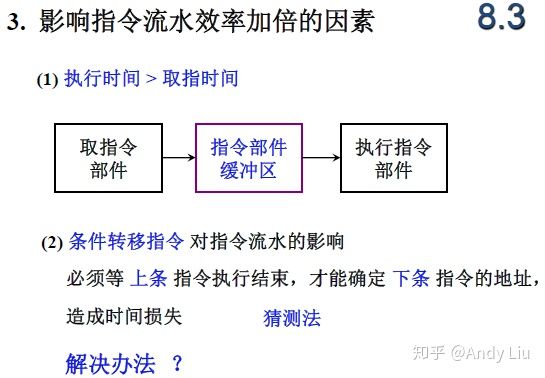 3. 影响指令流水效率加倍的因素
8.3
(1) 执行时间 > 取指时间
取指令
部件
指令部件
缓冲区
执行指令
部件
(2) 条件转移指令 对指令流水的影响
必须等 上条 指令执行结束，才能确定 下条 指令的地址，
造成时间损失 猜测法
解决办法 ？
知乎 @Andy Liu